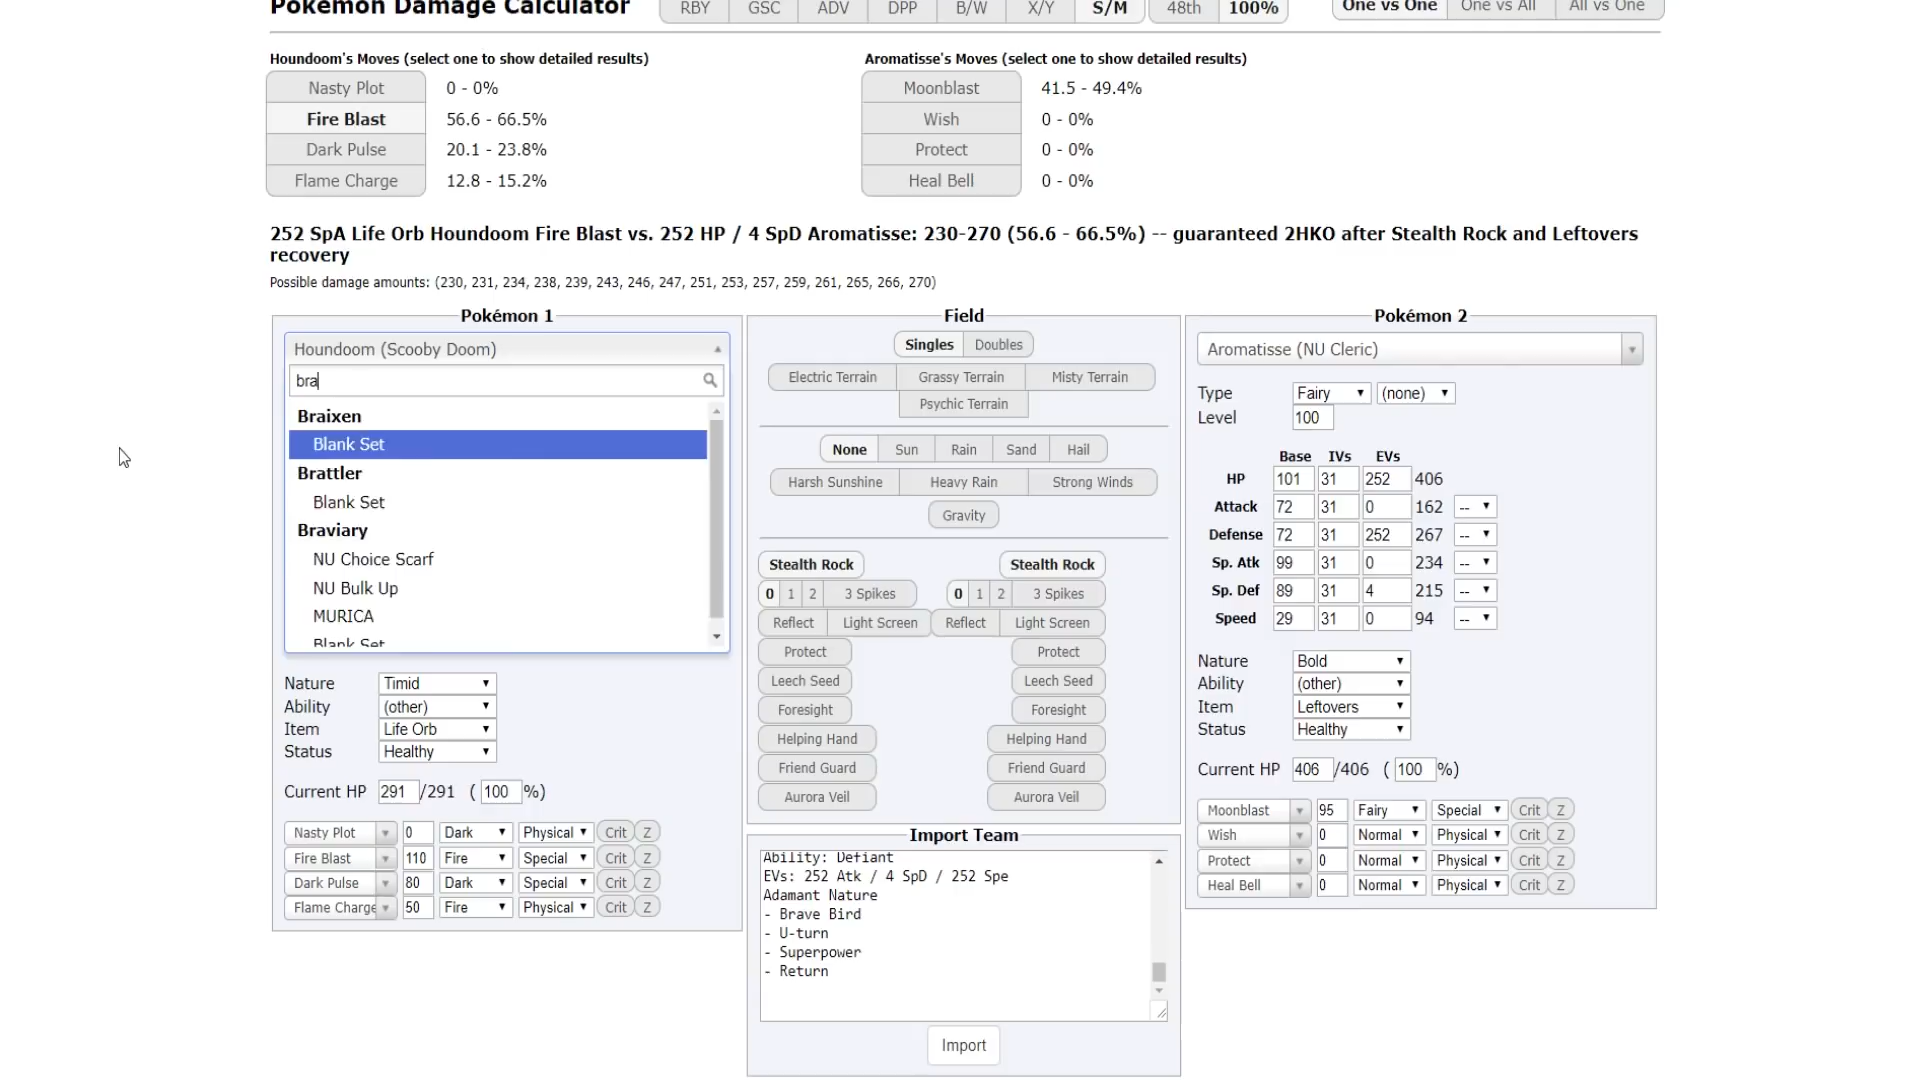 Pokémon Damage Calculator RBY GSC ADV DPP B/W X/Y S/M 48th 100% One vs One One vs All All vs One
Houndoom's Moves (select one to show detailed results)
Nasty Plot 0 - 0%
Fire Blast 56.6 - 66.5%
Dark Pulse 20.1 - 23.8%
Flame Charge 12.8 - 15.2%
Aromatisse's Moves (select one to show detailed results)
Moonblast 41.5 - 49.4%
Wish 0 - 0%
Protect 0 - 0%
Heal Bell 0 - 0%
252 SpA Life Orb Houndoom Fire Blast vs. 252 HP / 4 SpD Aromatisse: 230-270 (56.6 - 66.5%) -- guaranteed 2HKO after Stealth Rock and Leftovers
recovery
Possible damage amounts: (230, 231, 234, 238, 239, 243, 246, 247, 251, 253, 257, 259, 261, 265, 266, 270)
Pokémon 1
Houndoom (Scooby Doom)
bra
Braixen
Blank Set
Brattler
Blank Set
Braviary
NU Choice Scarf
NU Bulk Up
MURICA
Blank Set
Nature Timid
Ability (other)
Item Life Orb
Status Healthy
Current HP 291 /291 ( 100 %)
Nasty Plot 0 Dark Physical Crit Z
Fire Blast 110 Fire Special Crit Z
Dark Pulse 80 Dark Special Crit Z
Flame Charge 50 Fire Physical Crit Z
Field
Singles Doubles
Electric Terrain Grassy Terrain Misty Terrain
Psychic Terrain
None Sun Rain Sand Hail
Harsh Sunshine Heavy Rain Strong Winds
Gravity
Stealth Rock Stealth Rock
0 1 2 3 Spikes 0 1 2 3 Spikes
Reflect Light Screen Reflect Light Screen
Protect Protect
Leech Seed Leech Seed
Foresight Foresight
Helping Hand Helping Hand
Friend Guard Friend Guard
Aurora Veil Aurora Veil
Import Team
Ability: Defiant
EVs: 252 Atk / 4 SpD / 252 Spe
Adamant Nature
- Brave Bird
- U-turn
- Superpower
- Return
Import
Pokémon 2
Aromatisse (NU Cleric)
Type Fairy (none)
Level 100
Base IVs EVs
HP 101 31 252 406
Attack 72 31 0 162 --
Defense 72 31 252 267 --
Sp. Atk 99 31 0 234 --
Sp. Def 89 31 4 215 --
Speed 29 31 0 94 --
Nature Bold
Ability (other)
Item Leftovers
Status Healthy
Current HP 406 /406 ( 100 %)
Moonblast 95 Fairy Special Crit Z
Wish 0 Normal Physical Crit Z
Protect 0 Normal Physical Crit Z
Heal Bell 0 Normal Physical Crit Z